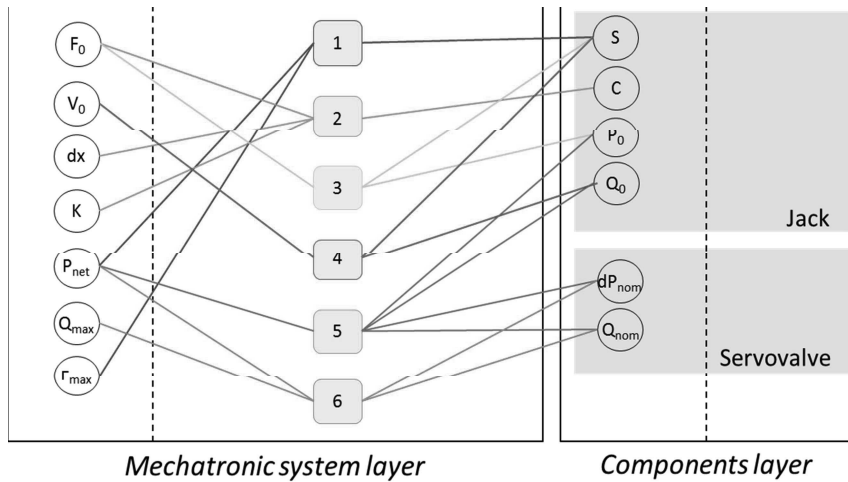 F0
V0
dx
K
Pnet
Qmax
rmax
1
2
3
4
5
6
S
C
P0
Q0
Jack
dPnom
Qnom
Servovalve
Mechatronic system layer
Components layer